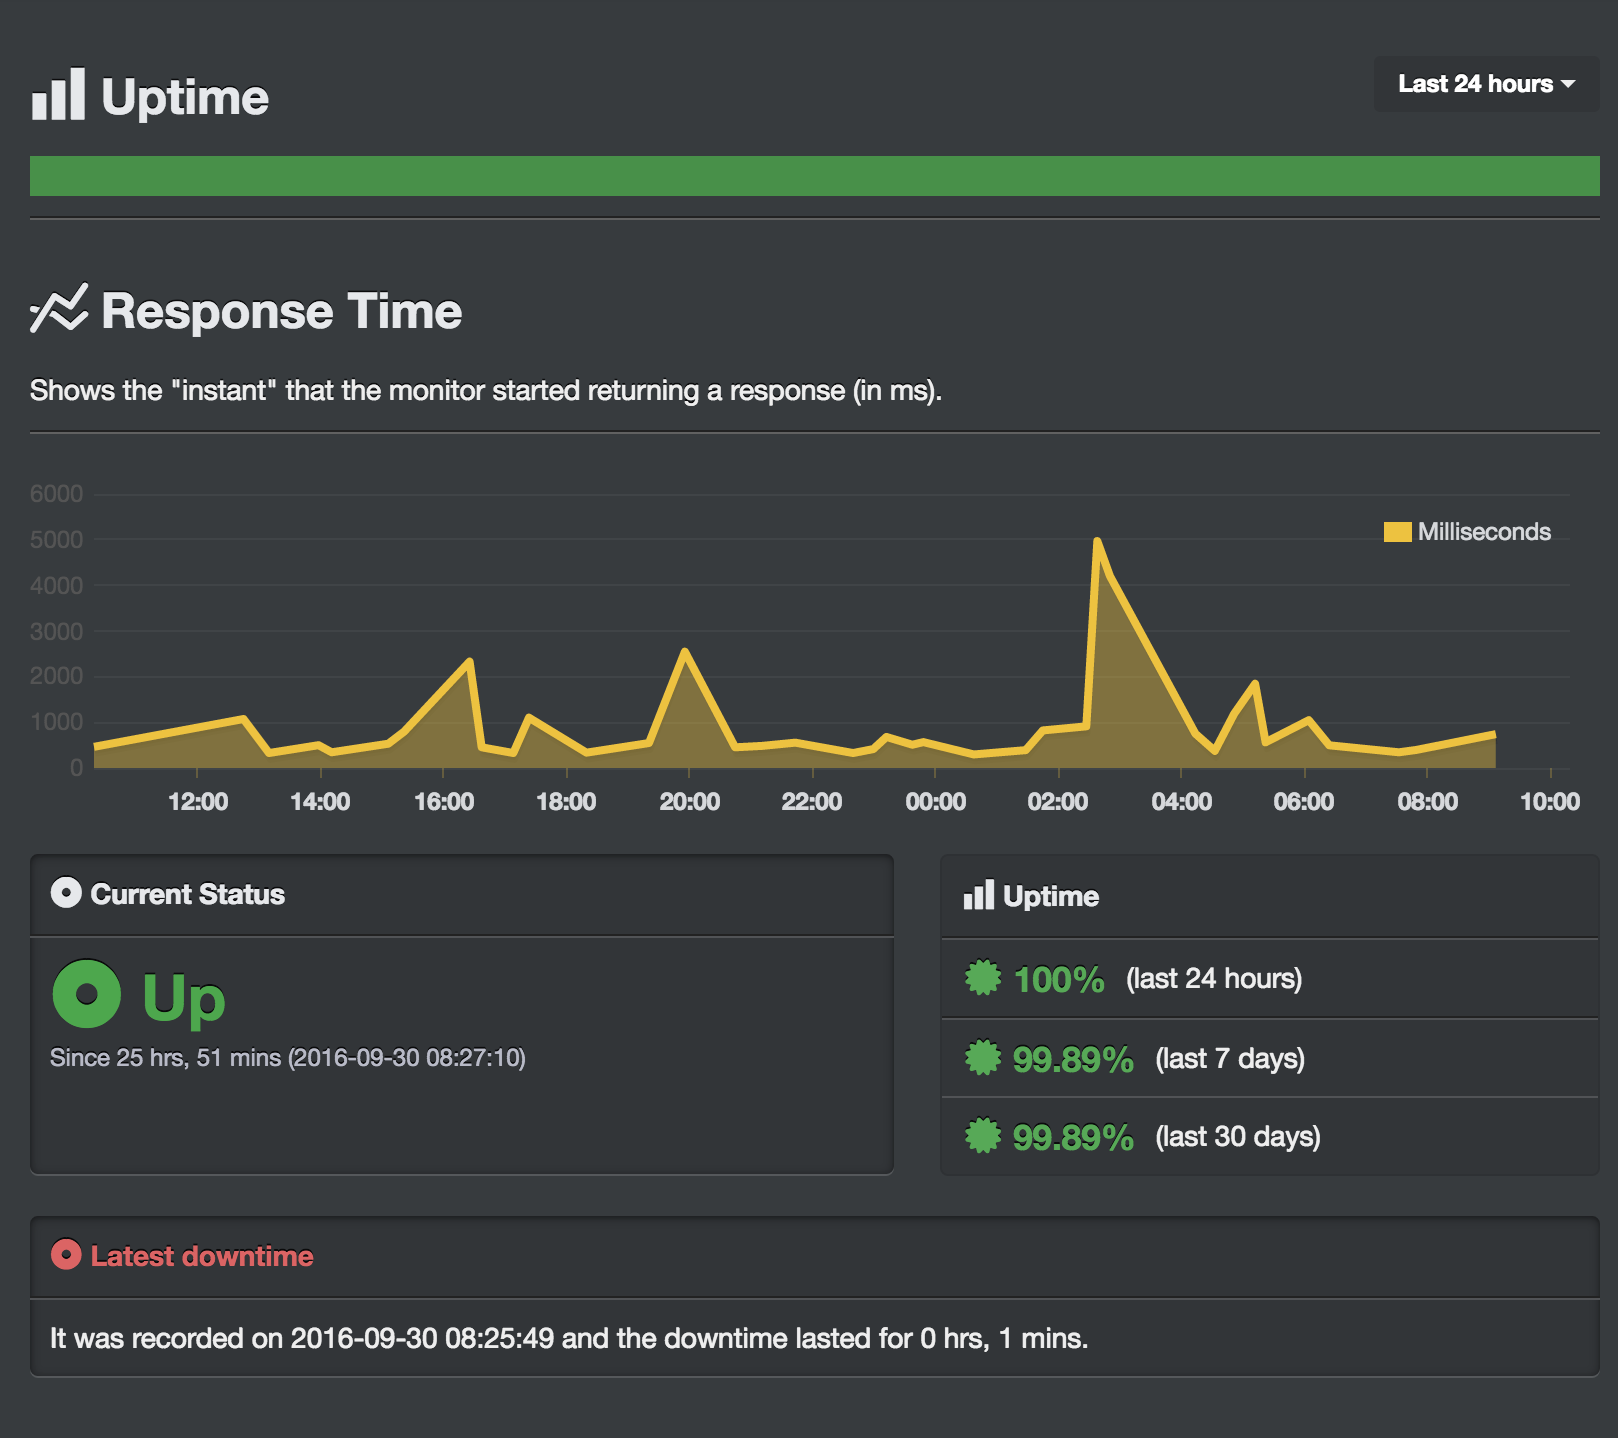 Uptime
Last 24 hours
Response Time
Shows the "instant" that the monitor started returning a response (in ms).
6000
5000
Milliseconds
4000
3000
2000
1000
0
12:00 14:00 16:00 18:00 20:00 22:00 00:00 02:00 04:00 06:00 08:00 10:00
Current Status
Up
Since 25 hrs, 51 mins (2016-09-30 08:27:10)
Uptime
100% (last 24 hours)
99.89% (last 7 days)
99.89% (last 30 days)
Latest downtime
It was recorded on 2016-09-30 08:25:49 and the downtime lasted for 0 hrs, 1 mins.